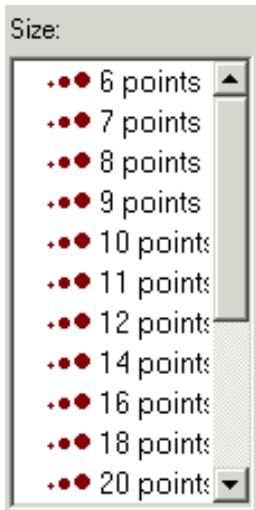 Size:
6 points
7 points
8 points
9 points
10 points
11 points
12 points
14 points
16 points
18 points
20 points